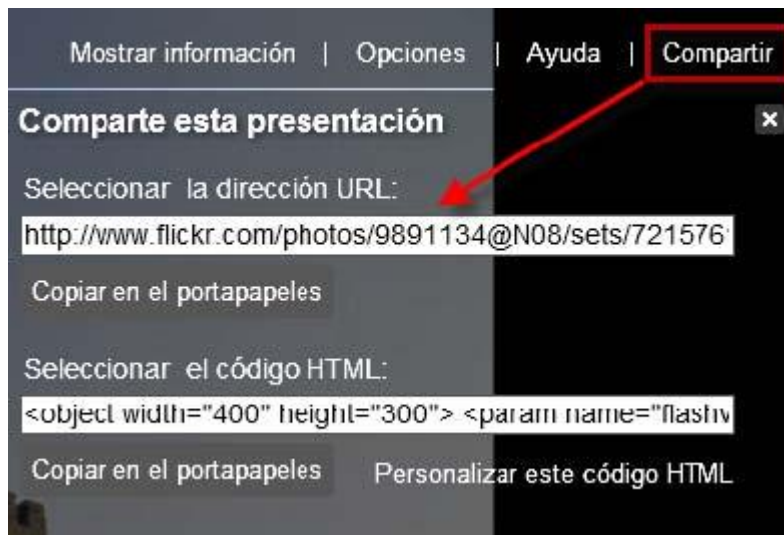 Mostrar información | Opciones | Ayuda | Compartir
Comparte esta presentación
Seleccionar la dirección URL:
http://www.flickr.com/photos/9891134@N08/sets/721576
Copiar en el portapapeles
Seleccionar el código HTML:
<object width="400" height="300"> <param name="flashv
Copiar en el portapapeles Personalizar este código HTML